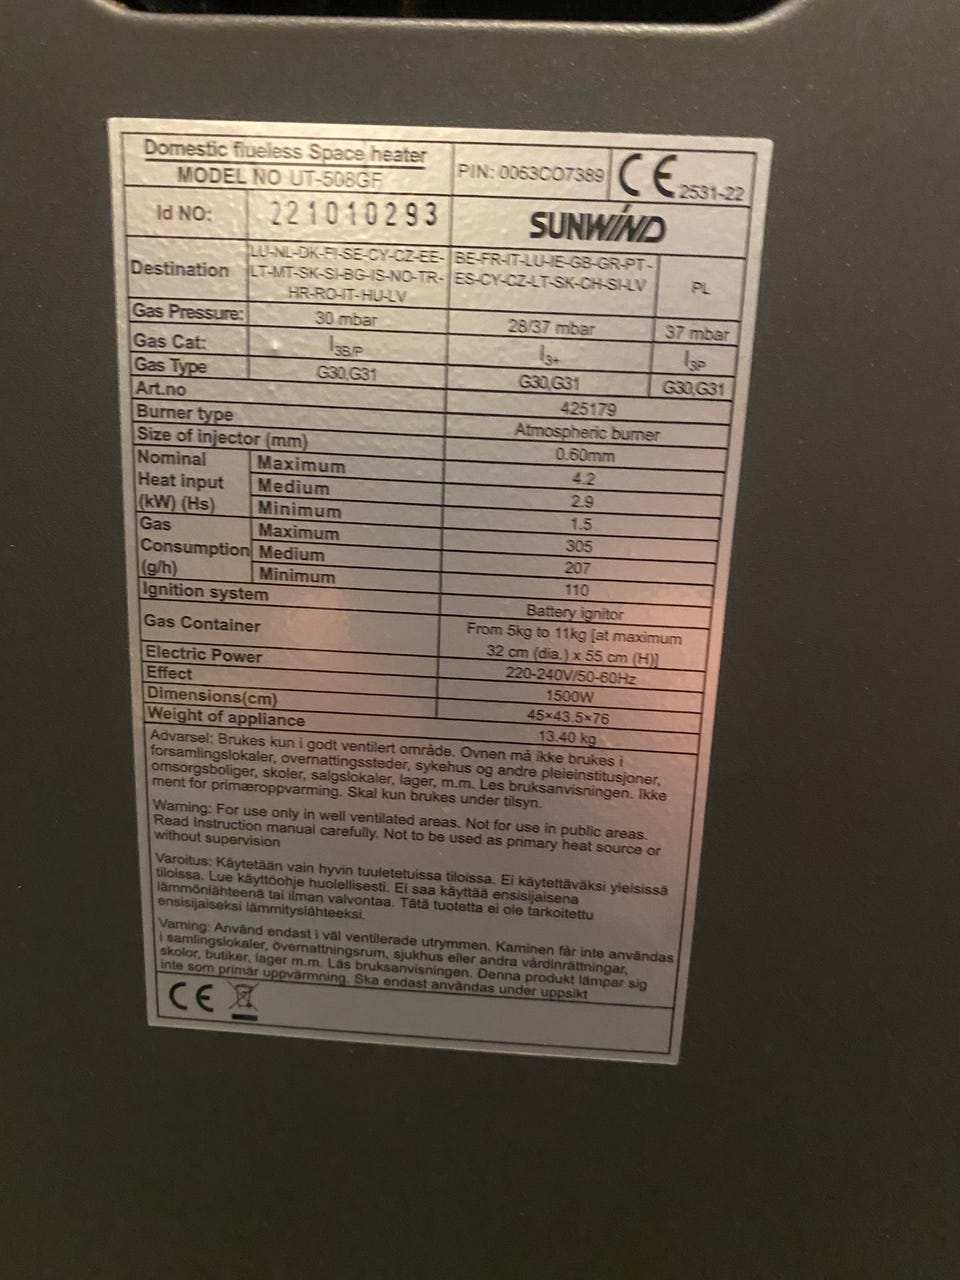 Domestic flueless Space heater
MODEL NO UT-508GF
PIN: 0063CO7389
CE 2531-22
Id NO:
221010293
SUNWIND
Destination
LU-NL-DK-FI-SE-CY-CZ-EE-
LT-MT-SK-SI-BG-IS-NO-TR-
HR-RO-IT-HU-LV
BE-FR-IT-LU-IE-GB-GR-PT-
ES-CY-CZ-LT-SK-CH-SI-LV
PL
Gas Pressure: 30 mbar 28/37 mbar 37 mbar
Gas Cat: I3B/P I3+ I3P
Gas Type G30,G31 G30,G31 G30,G31
Art.no 425179
Burner type Atmospheric burner
Size of injector (mm) 0.60mm
Nominal
Heat input
(kW) (Hs)
Maximum 4.2
Medium 2.9
Minimum 1.5
Gas
Consumption
(g/h)
Maximum 305
Medium 207
Minimum 110
Ignition system Battery ignitor
Gas Container From 5kg to 11kg [at maximum
32 cm (dia.) x 55 cm (H)]
Electric Power 220-240V/50-60Hz
Effect 1500W
Dimensions(cm) 45×43.5×76
Weight of appliance 13.40 kg
Advarsel: Brukes kun i godt ventilert område. Ovnen må ikke brukes i
forsamlingslokaler, overnattingssteder, sykehus og andre pleieinstitusjoner,
omsorgsboliger, skoler, salgslokaler, lager, m.m. Les bruksanvisningen. Ikke
ment for primæroppvarming. Skal kun brukes under tilsyn.
Warning: For use only in well ventilated areas. Not for use in public areas.
Read Instruction manual carefully. Not to be used as primary heat source or
without supervision
Varoitus: Käytetään vain hyvin tuuletetuissa tiloissa. Ei käytettäväksi yleisissä
tiloissa. Lue käyttöohje huolellisesti. Ei saa käyttää ensisijaisena
lämmönlähteenä tai ilman valvontaa. Tätä tuotetta ei ole tarkoitettu
ensisijaiseksi lämmityslähteeksi.
Varning: Använd endast i väl ventilerade utrymmen. Kaminen får inte användas
i samlingslokaler, övernattningsrum, sjukhus eller andra vårdinrättningar,
skolor, butiker, lager m.m. Läs bruksanvisningen. Denna produkt lämpar sig
inte som primär uppvärmning. Ska endast användas under uppsikt
CE